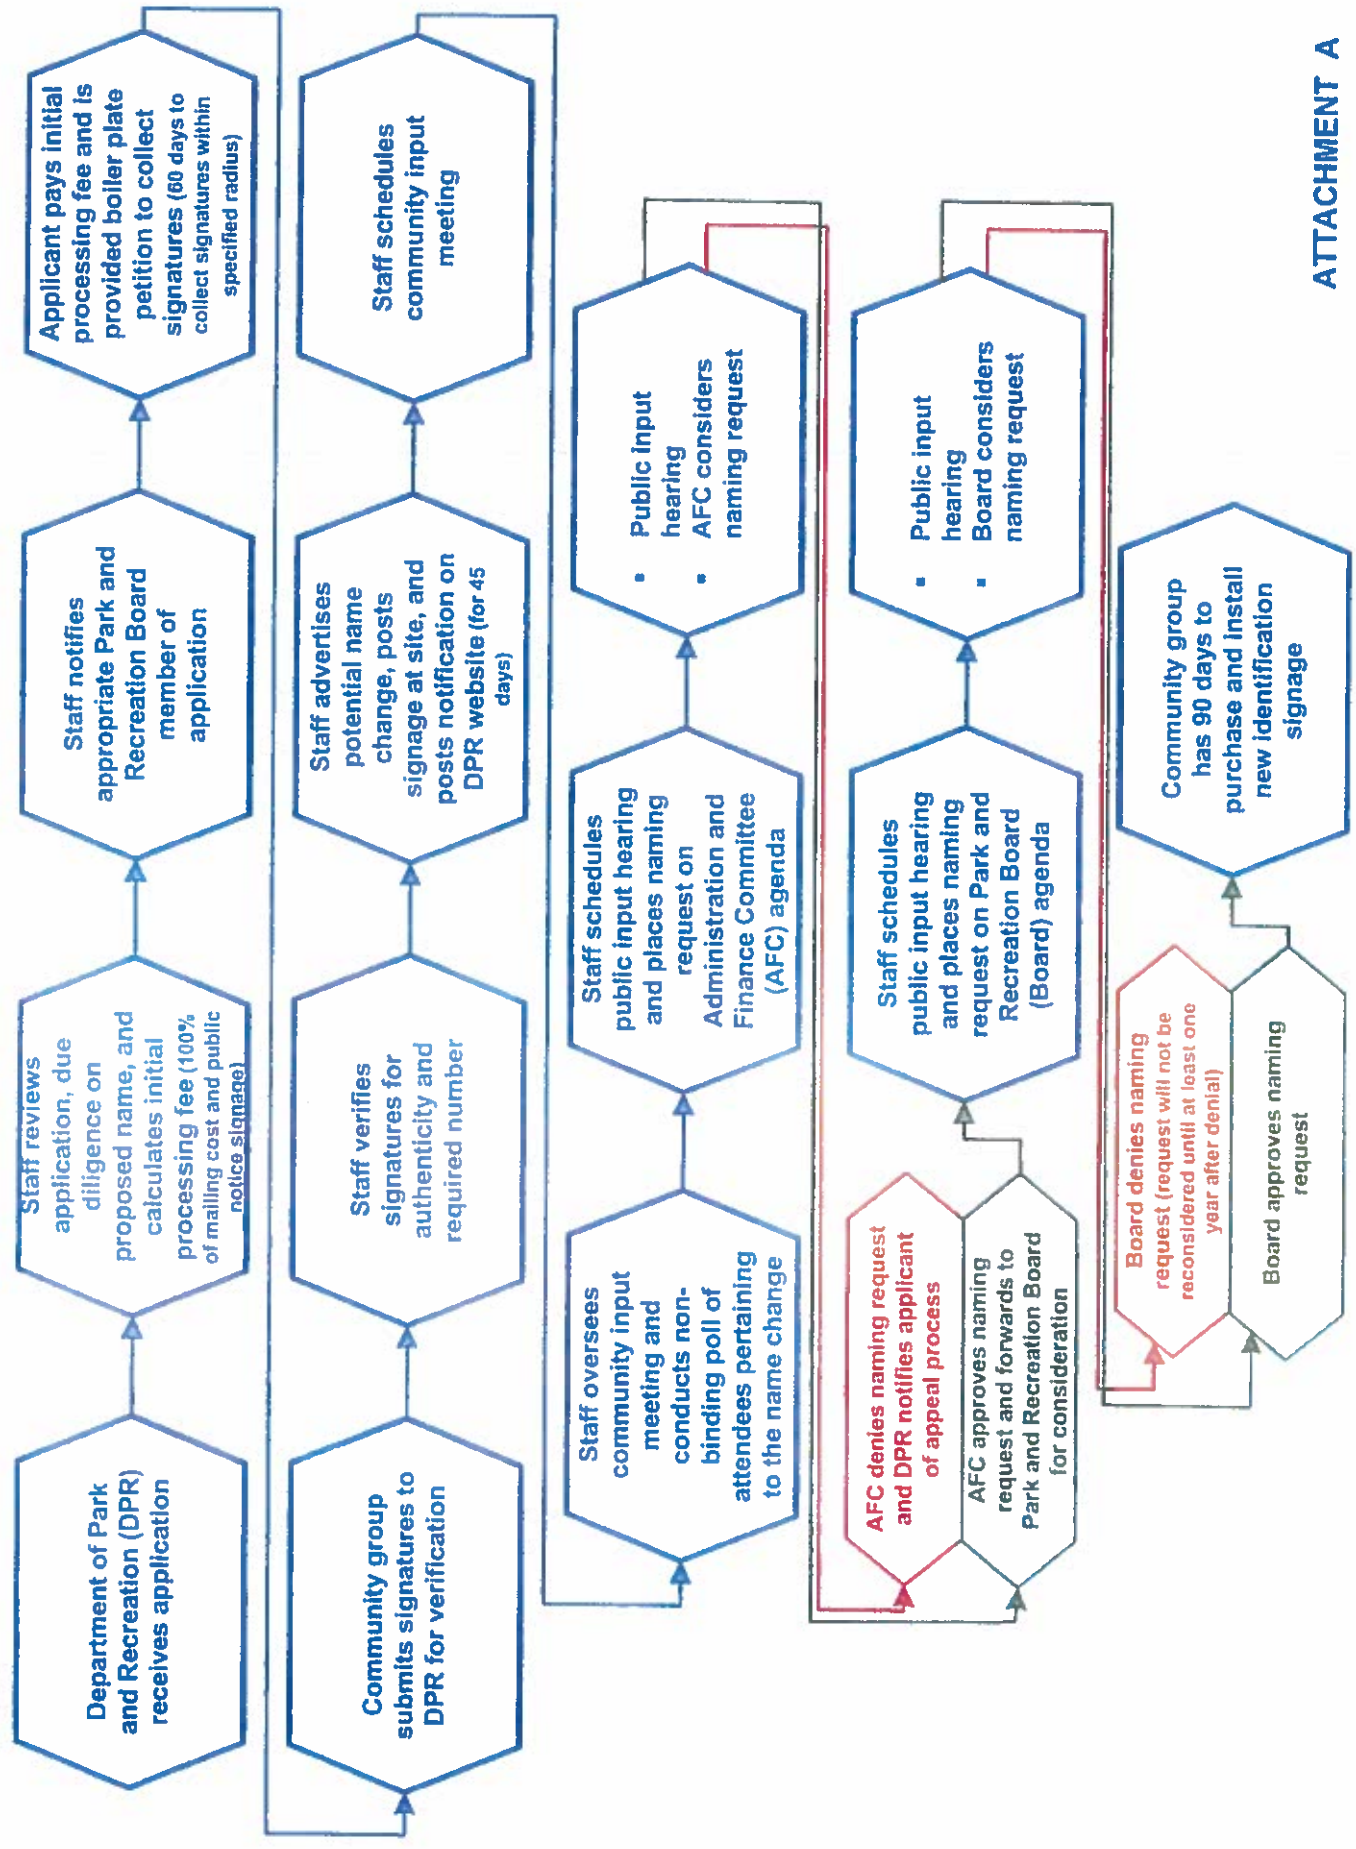 Department of Park
and Recreation (DPR)
receives application
Staff reviews
application, due
diligence on
proposed name, and
calculates initial
processing fee (100%
of mailing cost and public
notice signage)
Staff notifies
appropriate Park and
Recreation Board
member of
application
Applicant pays initial
processing fee and is
provided boiler plate
petition to collect
signatures (60 days to
collect signatures within
specified radius)
Community group
submits signatures to
DPR for verification
Staff verifies
signatures for
authenticity and
required number
Staff advertises
potential name
change, posts
signage at site, and
posts notification on
DPR website (for 45
days)
Staff schedules
community input
meeting
Staff oversees
community input
meeting and
conducts non-
binding poll of
attendees pertaining
to the name change
Staff schedules
public input hearing
and places naming
request on
Administration and
Finance Committee
(AFC) agenda
▪ Public input
hearing
▪ AFC considers
naming request
AFC denies naming request
and DPR notifies applicant
of appeal process
AFC approves naming
request and forwards to
Park and Recreation Board
for consideration
Staff schedules
public input hearing
and places naming
request on Park and
Recreation Board
(Board) agenda
▪ Public input
hearing
▪ Board considers
naming request
Board denies naming
request (request will not be
reconsidered until at least one
year after denial)
Board approves naming
request
Community group
has 90 days to
purchase and install
new identification
signage
ATTACHMENT A